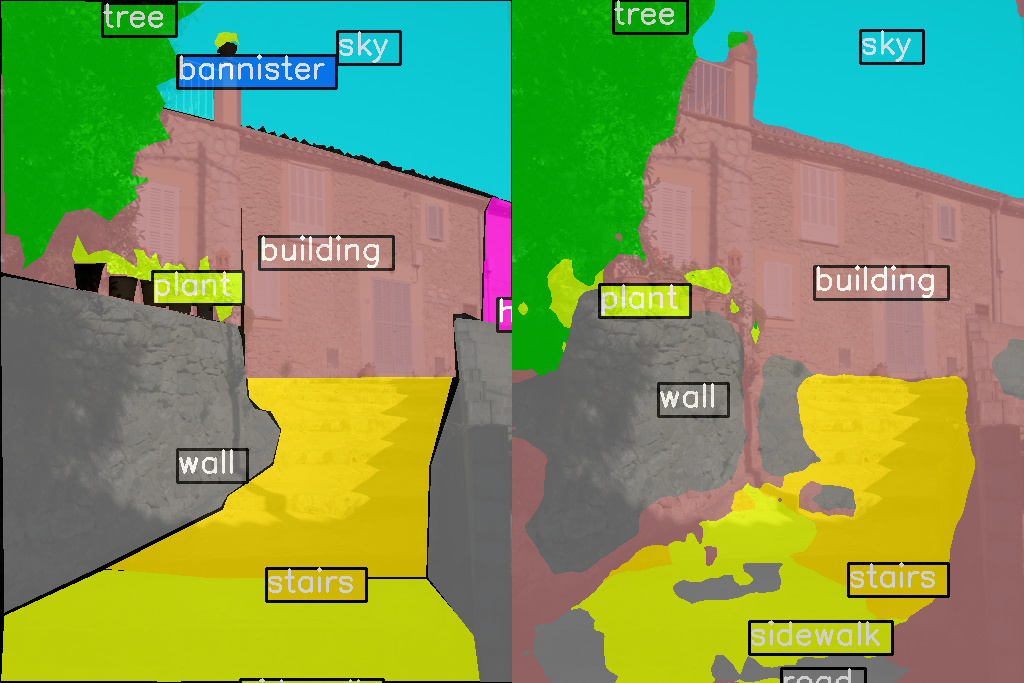 tree
sky
bannister
building
plant
wall
stairs
tree
sky
building
plant
wall
stairs
sidewalk
road